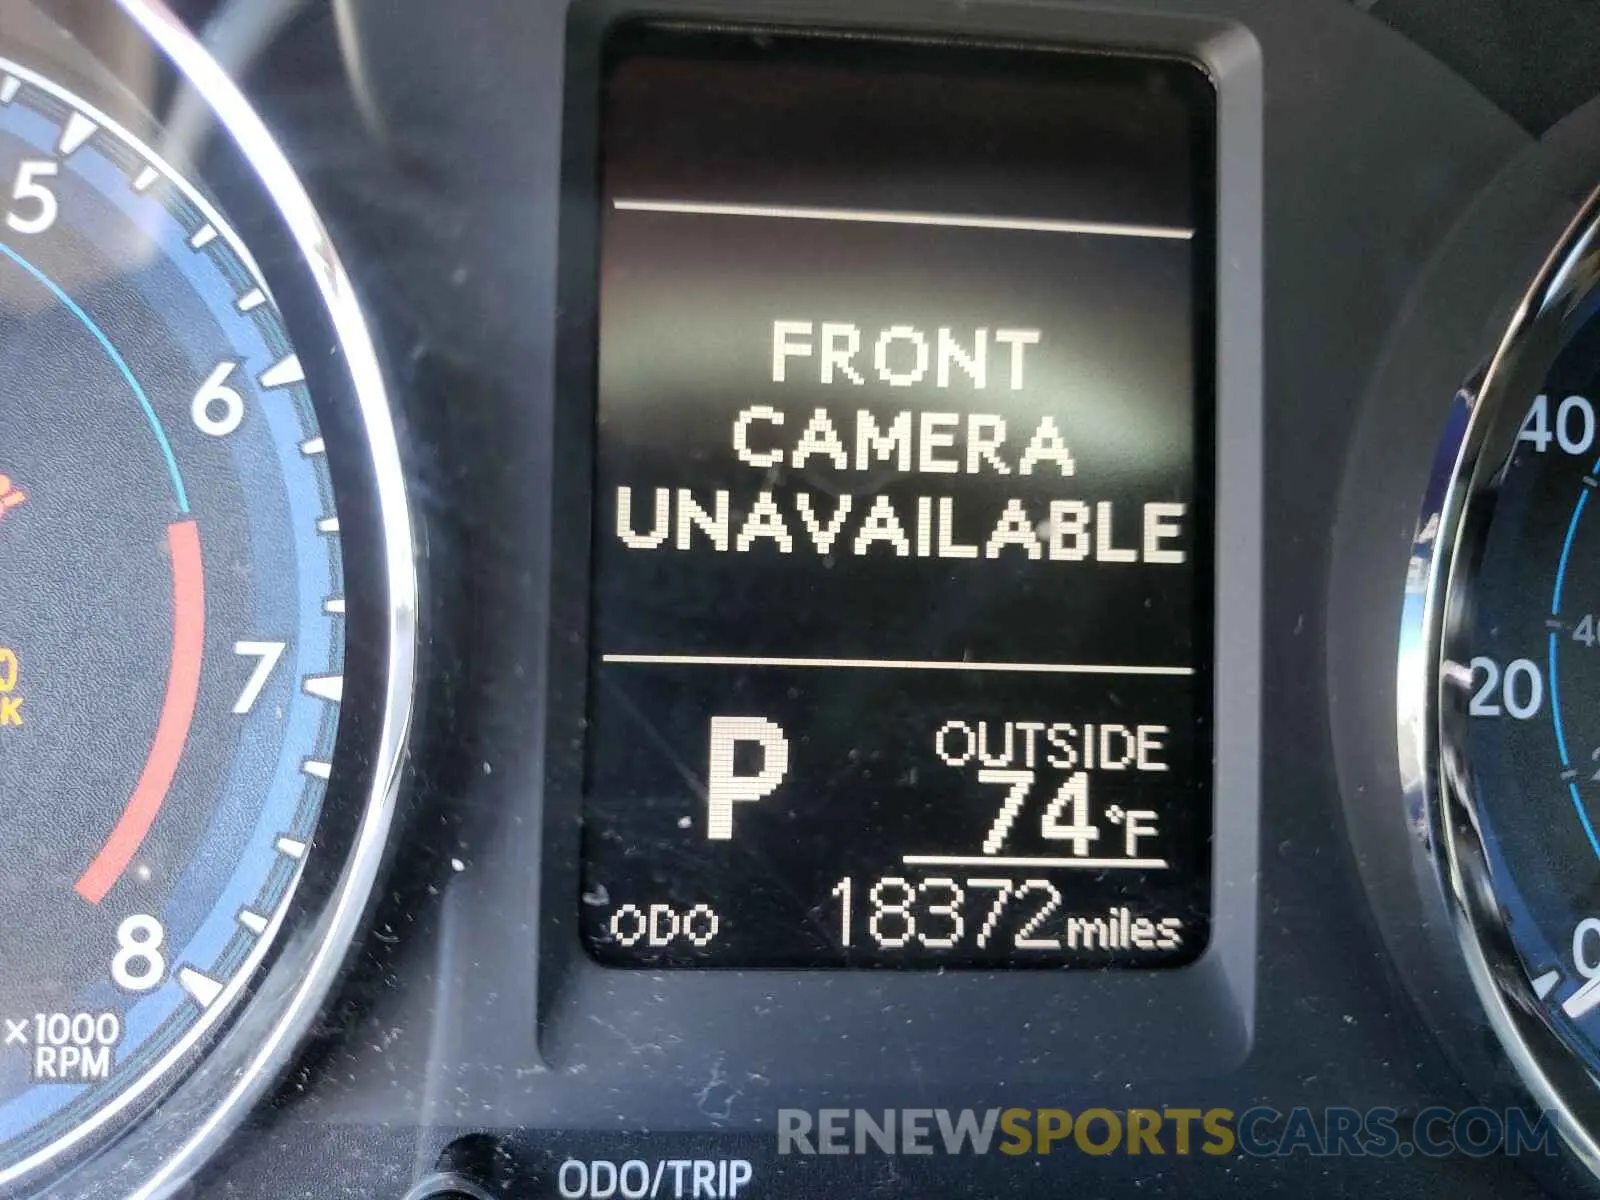 5
6
7
8
×1000
RPM
FRONT
CAMERA
UNAVAILABLE
P
OUTSIDE
74°F
ODO 18372 miles
40
20
0
ODO/TRIP
RENEWSPORTSCARS.COM